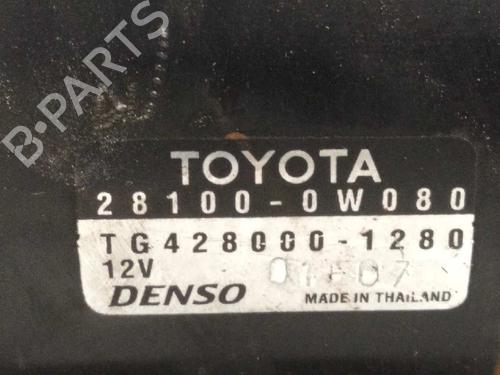 B-PARTS
TOYOTA
28100-0W080
TG428000-1280
12V
DENSO
MADE IN THAILAND